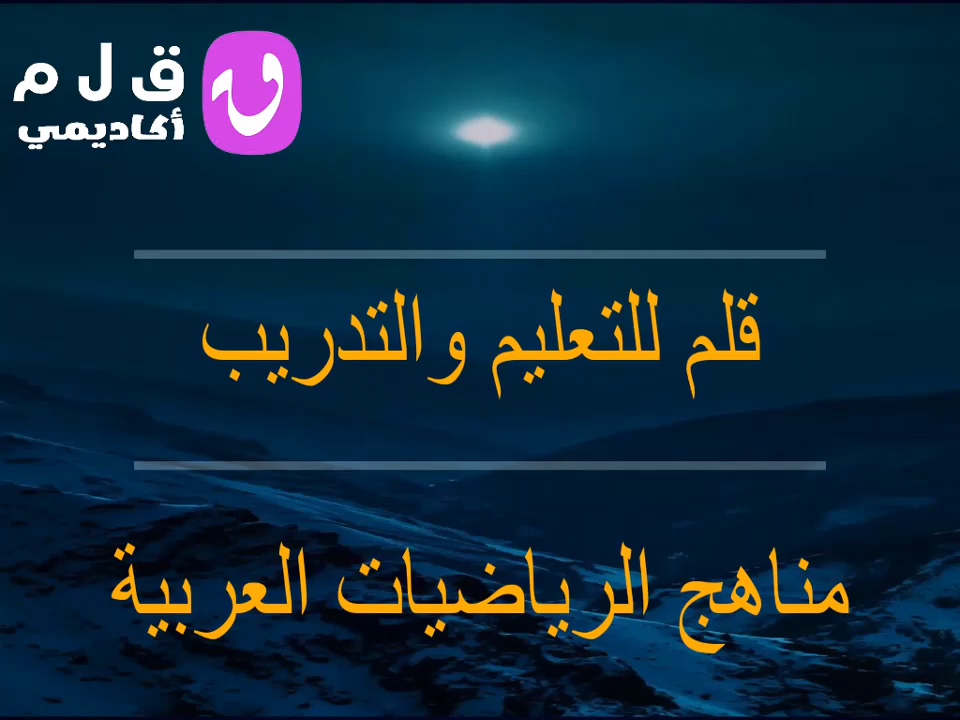 ق ل م
أكاديمي
قلم للتعليم والتدريب
مناهج الرياضيات العربية